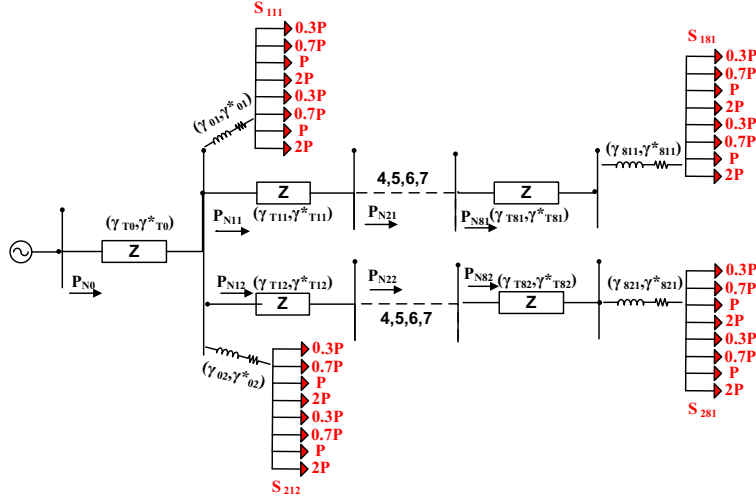 S 111
0.3P
0.7P
P
2P
0.3P
0.7P
P
2P
(γ 01,γ* 01)
S 181
0.3P
0.7P
P
2P
0.3P
0.7P
P
2P
(γ 811,γ* 811)
4,5,6,7
Z
Z
(γ T0,γ* T0)
Z
P N11
(γ T11,γ* T11)
P N21
P N81
(γ T81,γ* T81)
P N0
P N12
(γ T12,γ* T12)
P N22
P N82
(γ T82,γ* T82)
(γ 821,γ* 821)
Z
Z
4,5,6,7
0.3P
0.7P
P
2P
0.3P
0.7P
P
2P
S 281
(γ 02,γ* 02)
0.3P
0.7P
P
2P
0.3P
0.7P
P
2P
S 212